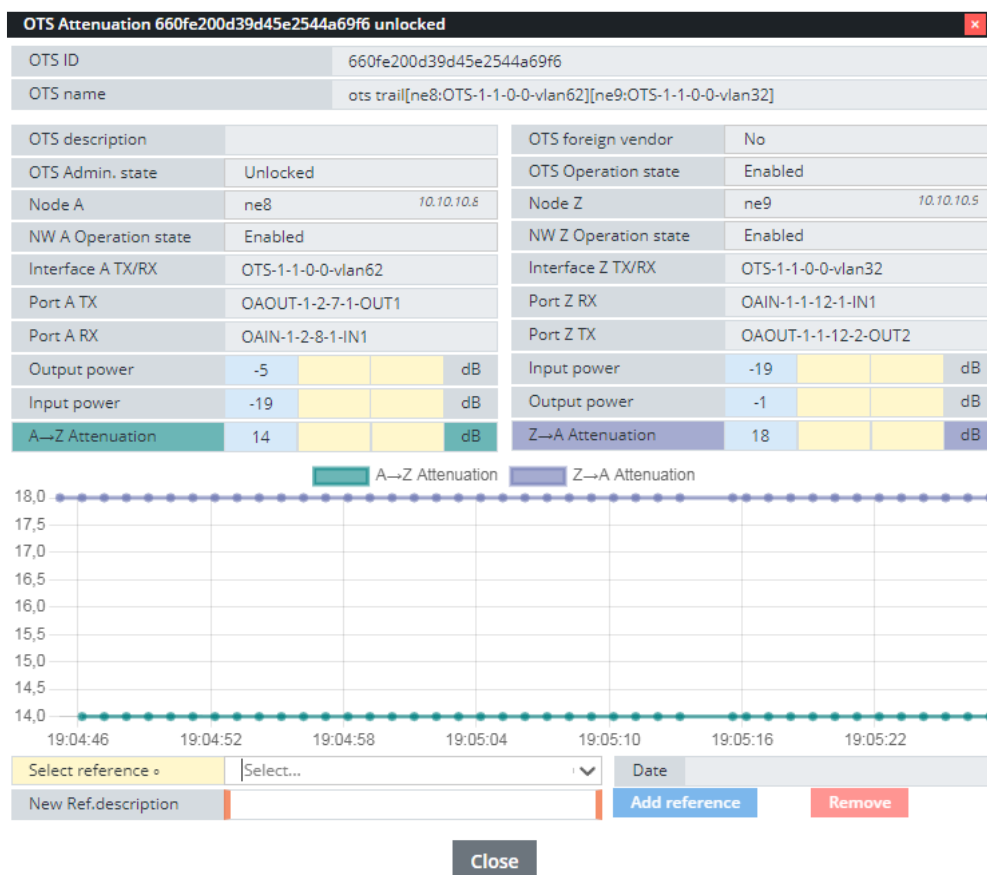 OTS Attenuation 660fe200d39d45e2544a69f6 unlocked
OTS ID 660fe200d39d45e2544a69f6
OTS name ots trail[ne8:OTS-1-1-0-0-vlan62][ne9:OTS-1-1-0-0-vlan32]
OTS description OTS foreign vendor No
OTS Admin. state Unlocked OTS Operation state Enabled
Node A ne8 10.10.10.8 Node Z ne9 10.10.10.9
NW A Operation state Enabled NW Z Operation state Enabled
Interface A TX/RX OTS-1-1-0-0-vlan62 Interface Z TX/RX OTS-1-1-0-0-vlan32
Port A TX OAOUT-1-2-7-1-OUT1 Port Z RX OAIN-1-1-12-1-IN1
Port A RX OAIN-1-2-8-1-IN1 Port Z TX OAOUT-1-1-12-2-OUT2
Output power -5 dB Input power -19 dB
Input power -19 dB Output power -1 dB
A→Z Attenuation 14 dB Z→A Attenuation 18 dB
A→Z Attenuation Z→A Attenuation
18,0
17,5
17,0
16,5
16,0
15,5
15,0
14,5
14,0
19:04:46 19:04:52 19:04:58 19:05:04 19:05:10 19:05:16 19:05:22
Select reference Select... Date
New Ref.description Add reference Remove
Close